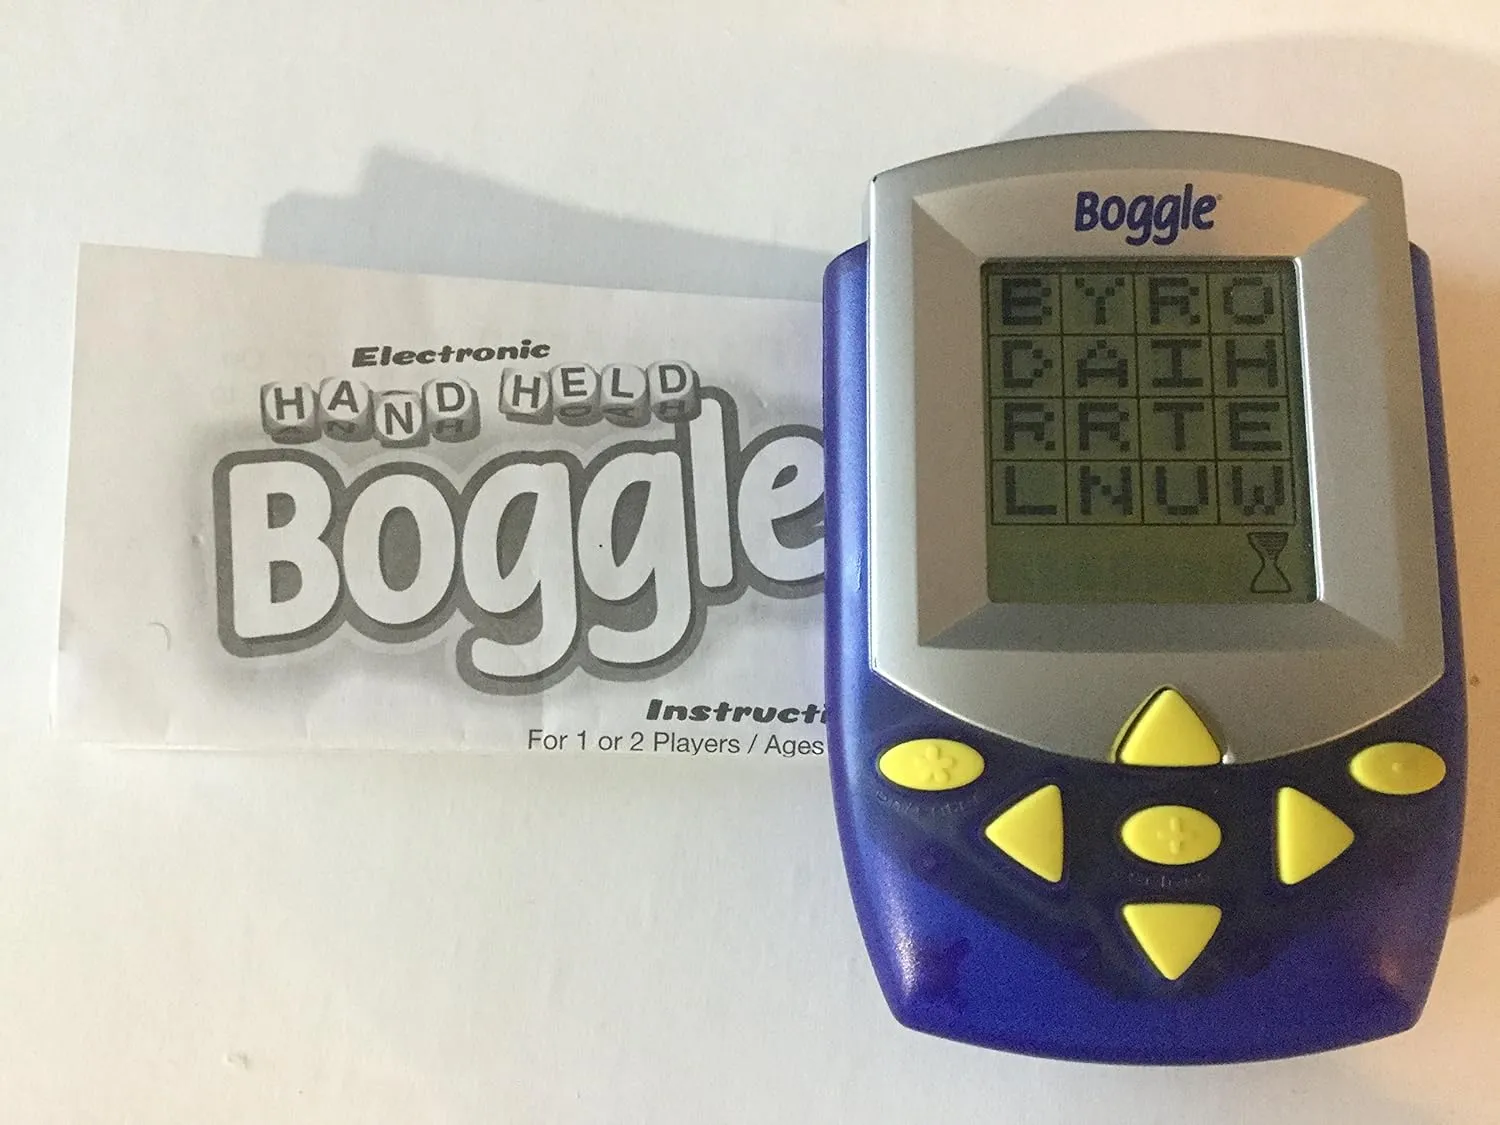 Electronic
HAND HELD
Boggle
Instructi
For 1 or 2 Players / Ages
Boggle
BYRO
DAIH
RRTE
LNUW